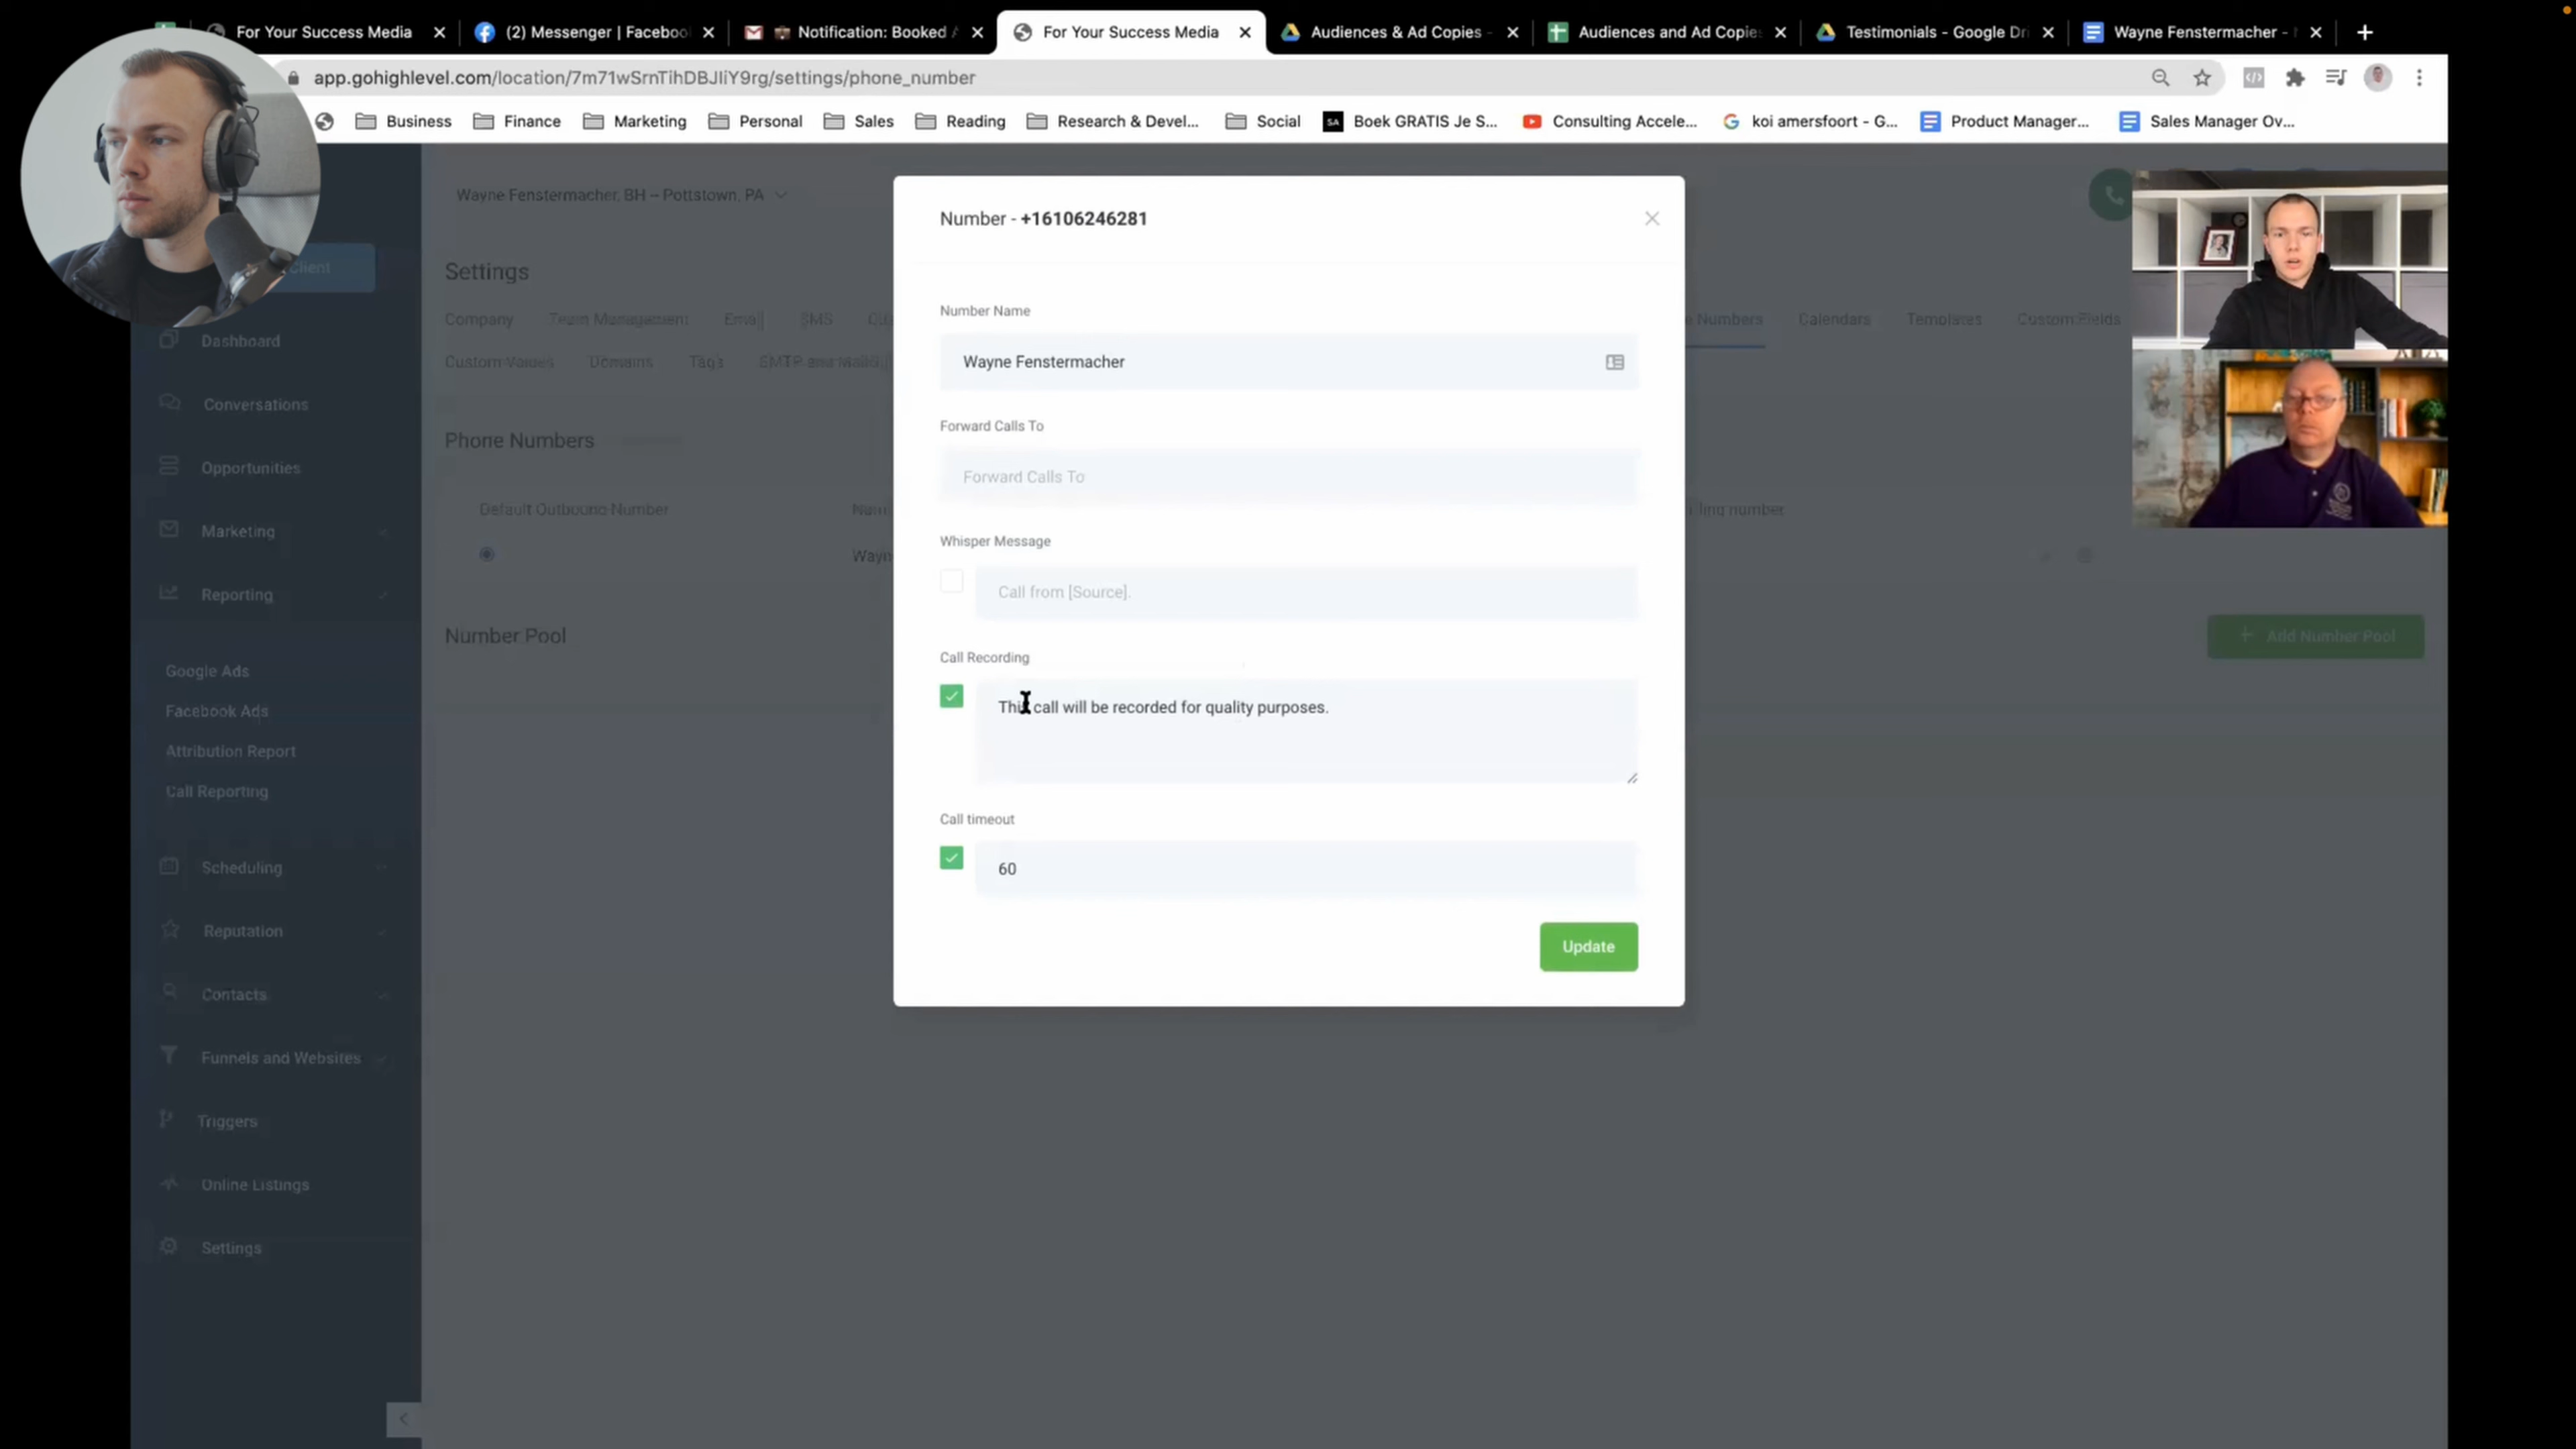 For Your Success Media
(2) Messenger | Faceboo
Notification: Booked
For Your Success Media
Audiences & Ad Copies -
Audiences and Ad Copie
Testimonials - Google Dri
Wayne Fenstermacher -
app.gohighlevel.com/location/7m71wSrnTihDBJIiY9rg/settings/phone_number
Business
Finance
Marketing
Personal
Sales
Reading
Research & Devel...
Social
SA
Boek GRATIS Je S...
Consulting Accele...
koi amersfoort - G...
Product Manager...
Sales Manager Ov...
Client
Dashboard
Conversations
Opportunities
Marketing
Reporting
Google Ads
Facebook Ads
Attribution Report
Call Reporting
Scheduling
Reputation
Contacts
Funnels and Websites
Triggers
Online Listings
Settings
Wayne Fenstermacher, BH – Pottstown, PA
Settings
Company
Team Management
Email
SMS
Numbers
Calendars
Templates
Custom Fields
Custom Values
Domains
Tags
SMTP and
Phone Numbers
Default Outbound Number
number
Number Pool
Add Number Pool
Number - +16106246281
Number Name
Wayne Fenstermacher
Forward Calls To
Forward Calls To
Whisper Message
Call from [Source].
Call Recording
This call will be recorded for quality purposes.
Call timeout
60
Update